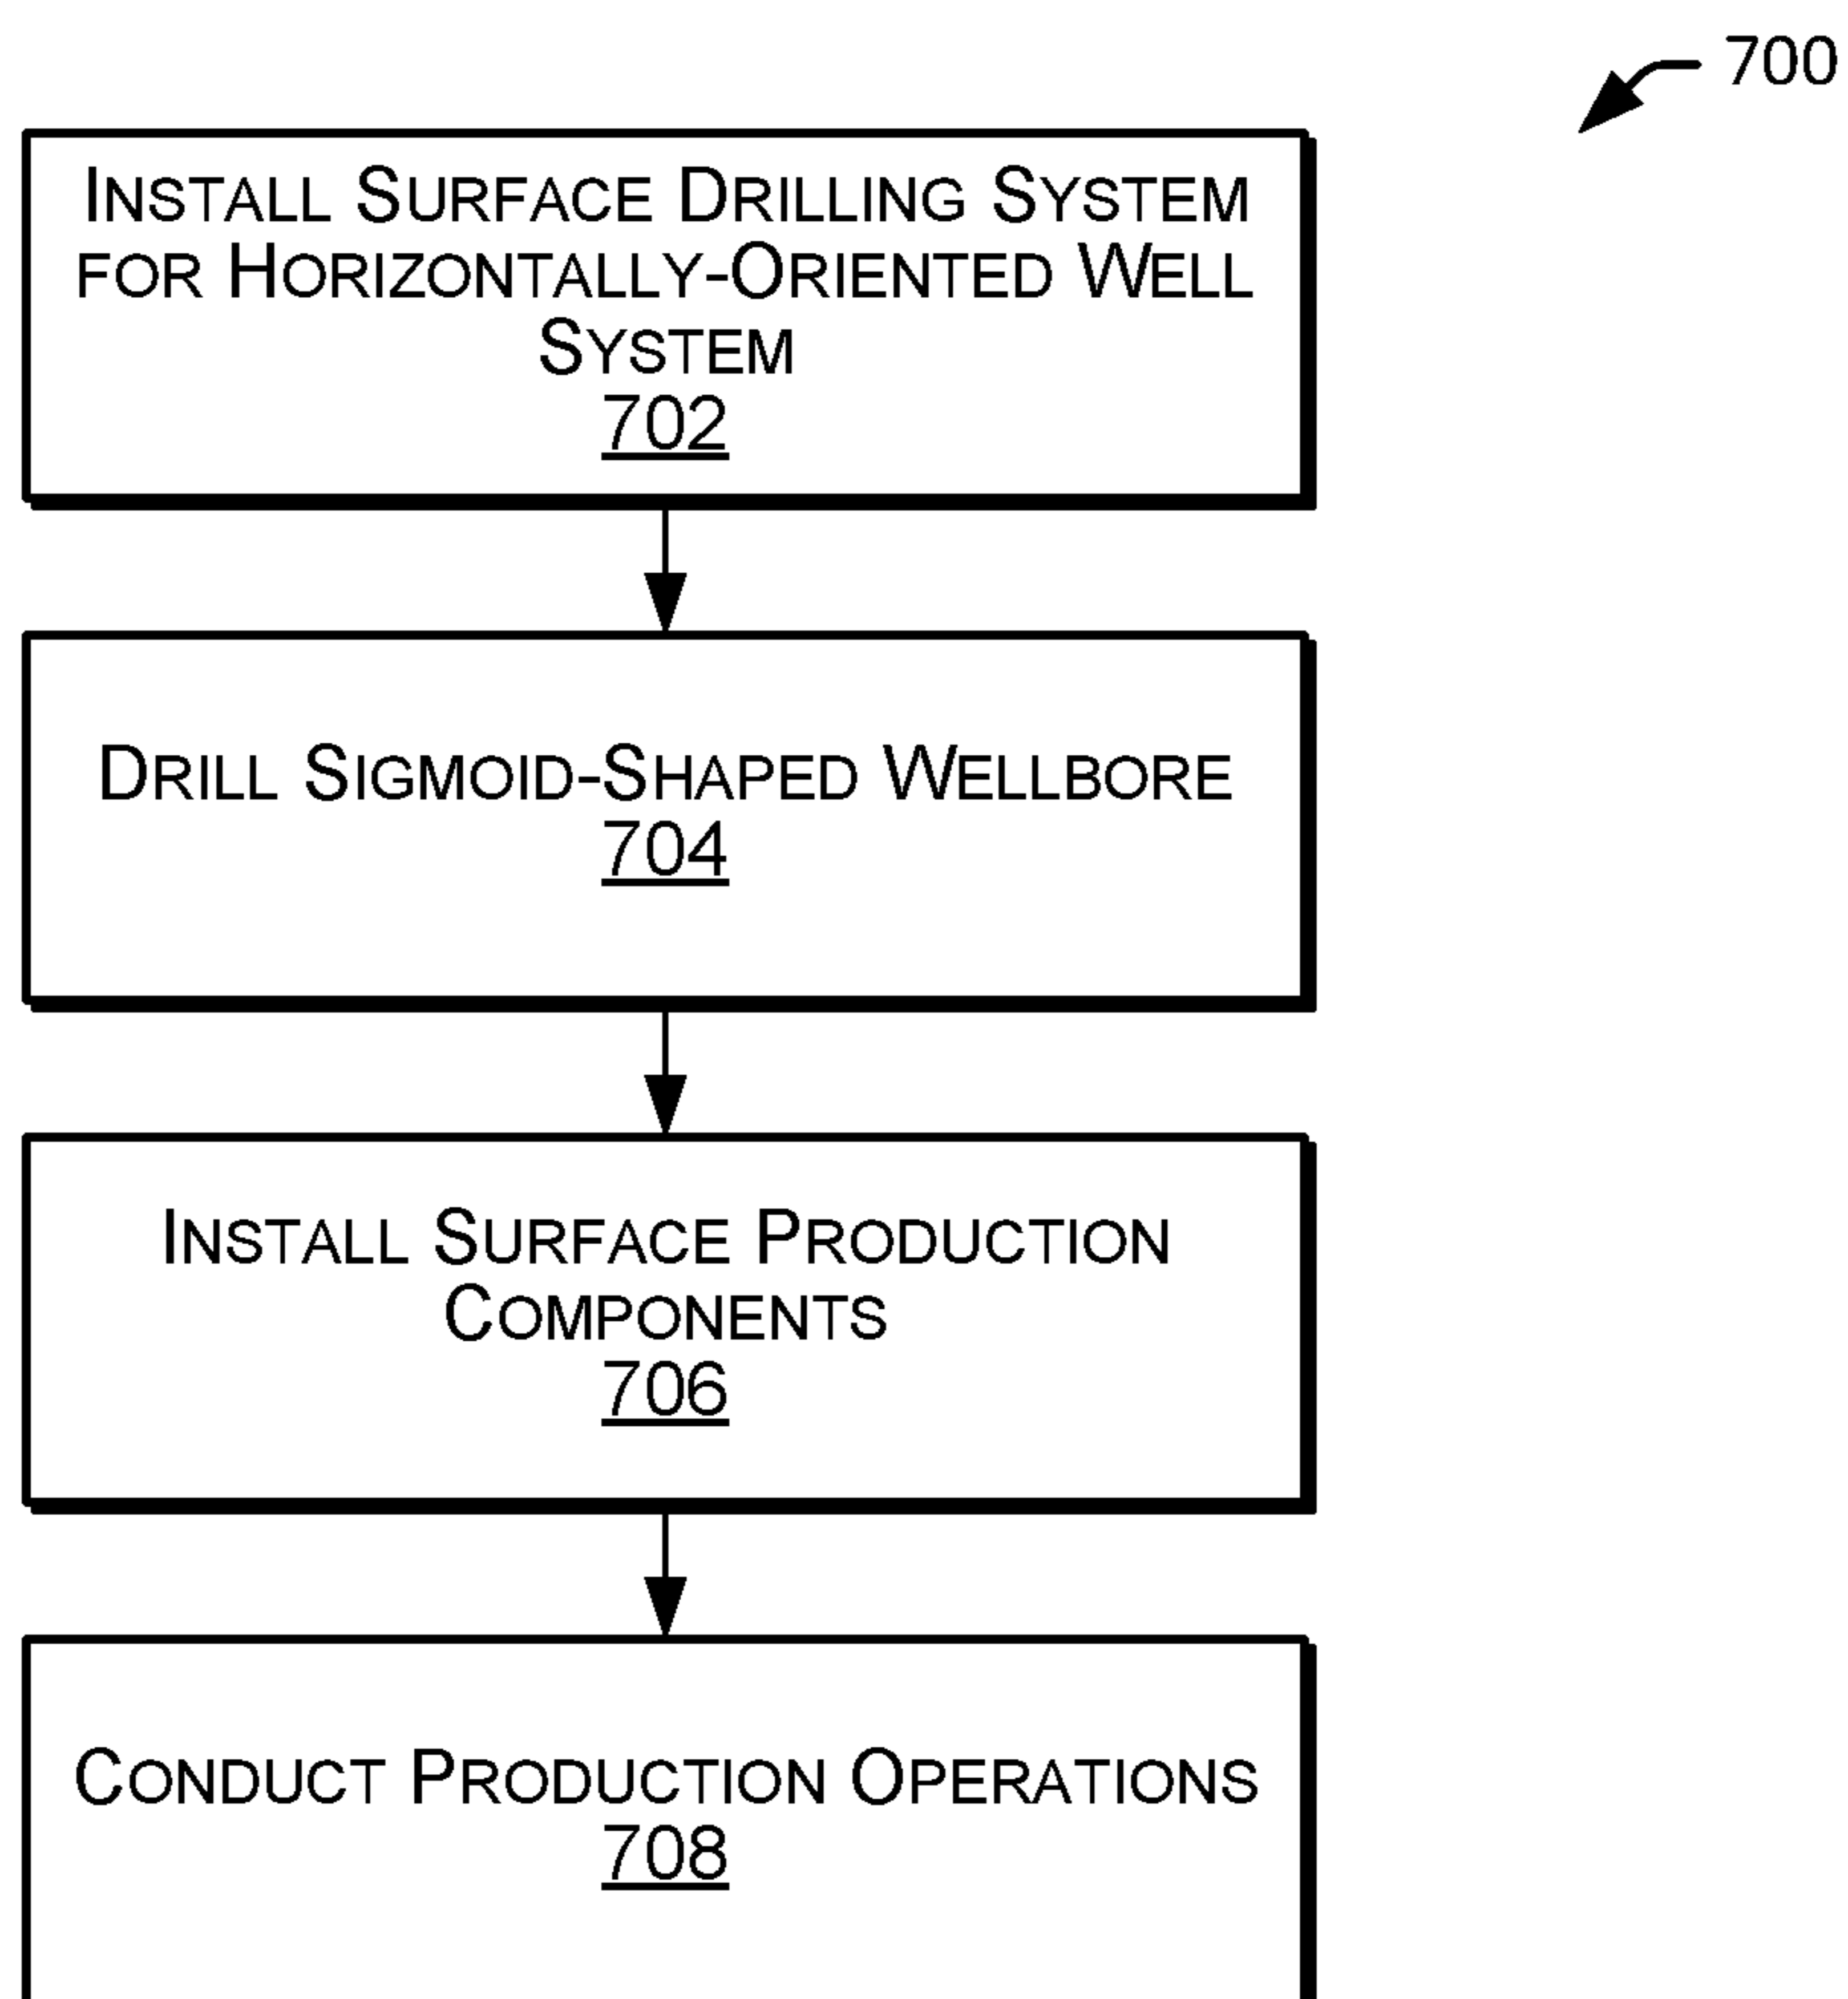 700
INSTALL SURFACE DRILLING SYSTEM
FOR HORIZONTALLY-ORIENTED WELL
SYSTEM
702
DRILL SIGMOID-SHAPED WELLBORE
704
INSTALL SURFACE PRODUCTION
COMPONENTS
706
CONDUCT PRODUCTION OPERATIONS
708